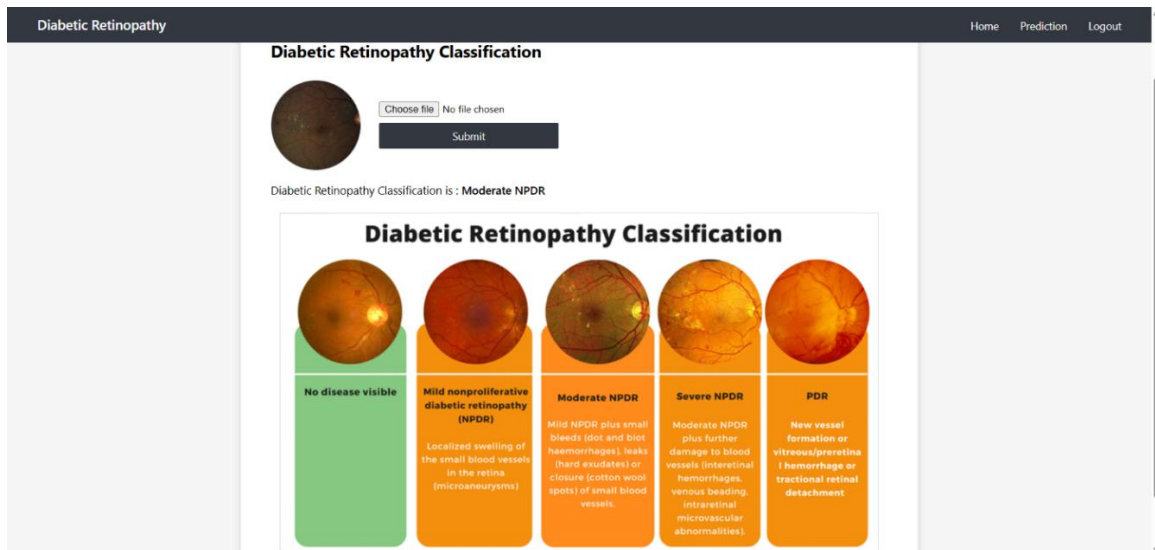 Diabetic Retinopathy
Home Prediction Logout
Diabetic Retinopathy Classification
Choose file No file chosen
Submit
Diabetic Retinopathy Classification is : Moderate NPDR
Diabetic Retinopathy Classification
No disease visible
Mild nonproliferative
diabetic retinopathy
(NPDR)
Localized swelling of
the small blood vessels
in the retina
(microaneurysms)
Moderate NPDR
Mild NPDR plus small
bleeds (dot and blot
haemorrhages), leaks
(hard exudates) or
closure (cotton wool
spots) of small blood
vessels.
Severe NPDR
Moderate NPDR
plus further
damage to blood
vessels (interetinal
hemorrhages,
venous beading,
intraretinal
microvascular
abnormalities).
PDR
New vessel
formation or
vitreous/preretina
l hemorrhage or
tractional retinal
detachment